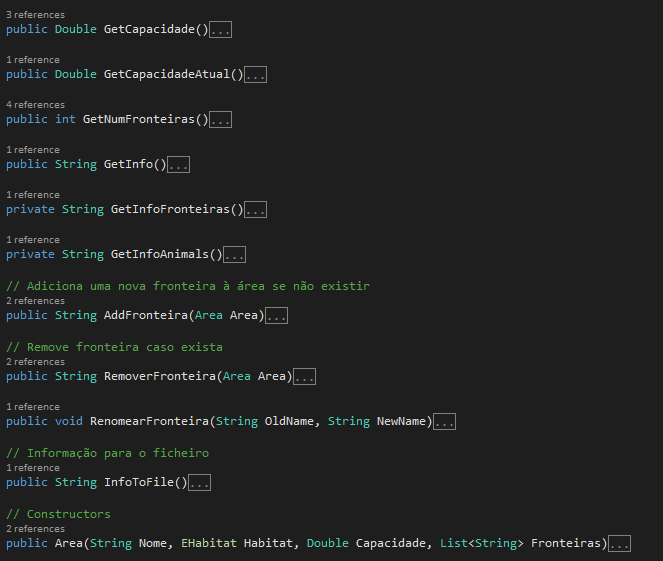 3 references
public Double GetCapacidade()...
1 reference
public Double GetCapacidadeAtual()...
4 references
public int GetNumFronteiras()...
1 reference
public String GetInfo()...
1 reference
private String GetInfoFronteiras()...
1 reference
private String GetInfoAnimals()...
// Adiciona uma nova fronteira à área se não existir
2 references
public String AddFronteira(Area Area)...
// Remove fronteira caso exista
2 references
public String RemoverFronteira(Area Area)...
1 reference
public void RenomearFronteira(String OldName, String NewName)...
// Informação para o ficheiro
1 reference
public String InfoToFile()...
// Constructors
2 references
public Area(String Nome, EHabitat Habitat, Double Capacidade, List<String> Fronteiras)...